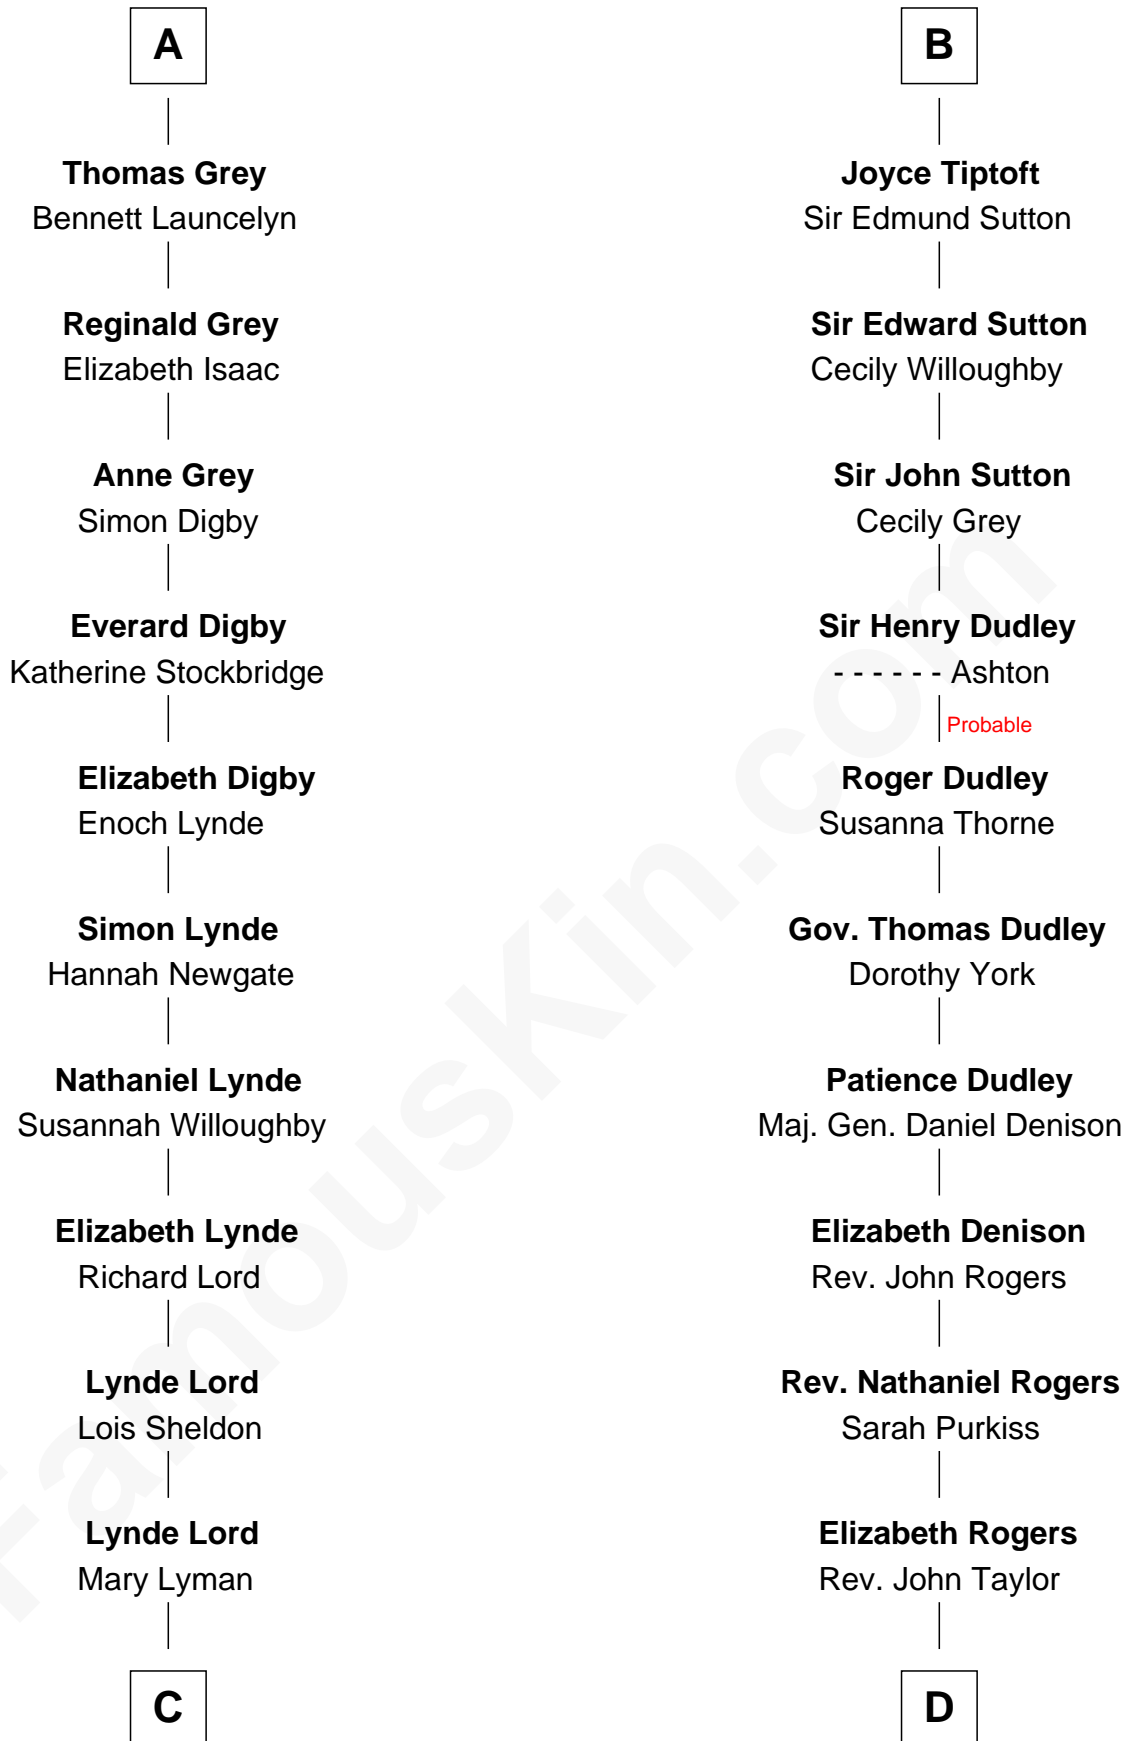 A
Thomas Grey
Bennett Launcelyn
Reginald Grey
Elizabeth Isaac
Anne Grey
Simon Digby
Everard Digby
Katherine Stockbridge
Elizabeth Digby
Enoch Lynde
Simon Lynde
Hannah Newgate
Nathaniel Lynde
Susannah Willoughby
Elizabeth Lynde
Richard Lord
Lynde Lord
Lois Sheldon
Lynde Lord
Mary Lyman
C
B
Joyce Tiptoft
Sir Edmund Sutton
Sir Edward Sutton
Cecily Willoughby
Sir John Sutton
Cecily Grey
Sir Henry Dudley
- - - - - - Ashton
Probable
Roger Dudley
Susanna Thorne
Gov. Thomas Dudley
Dorothy York
Patience Dudley
Maj. Gen. Daniel Denison
Elizabeth Denison
Rev. John Rogers
Rev. Nathaniel Rogers
Sarah Purkiss
Elizabeth Rogers
Rev. John Taylor
D
FamousKin.com